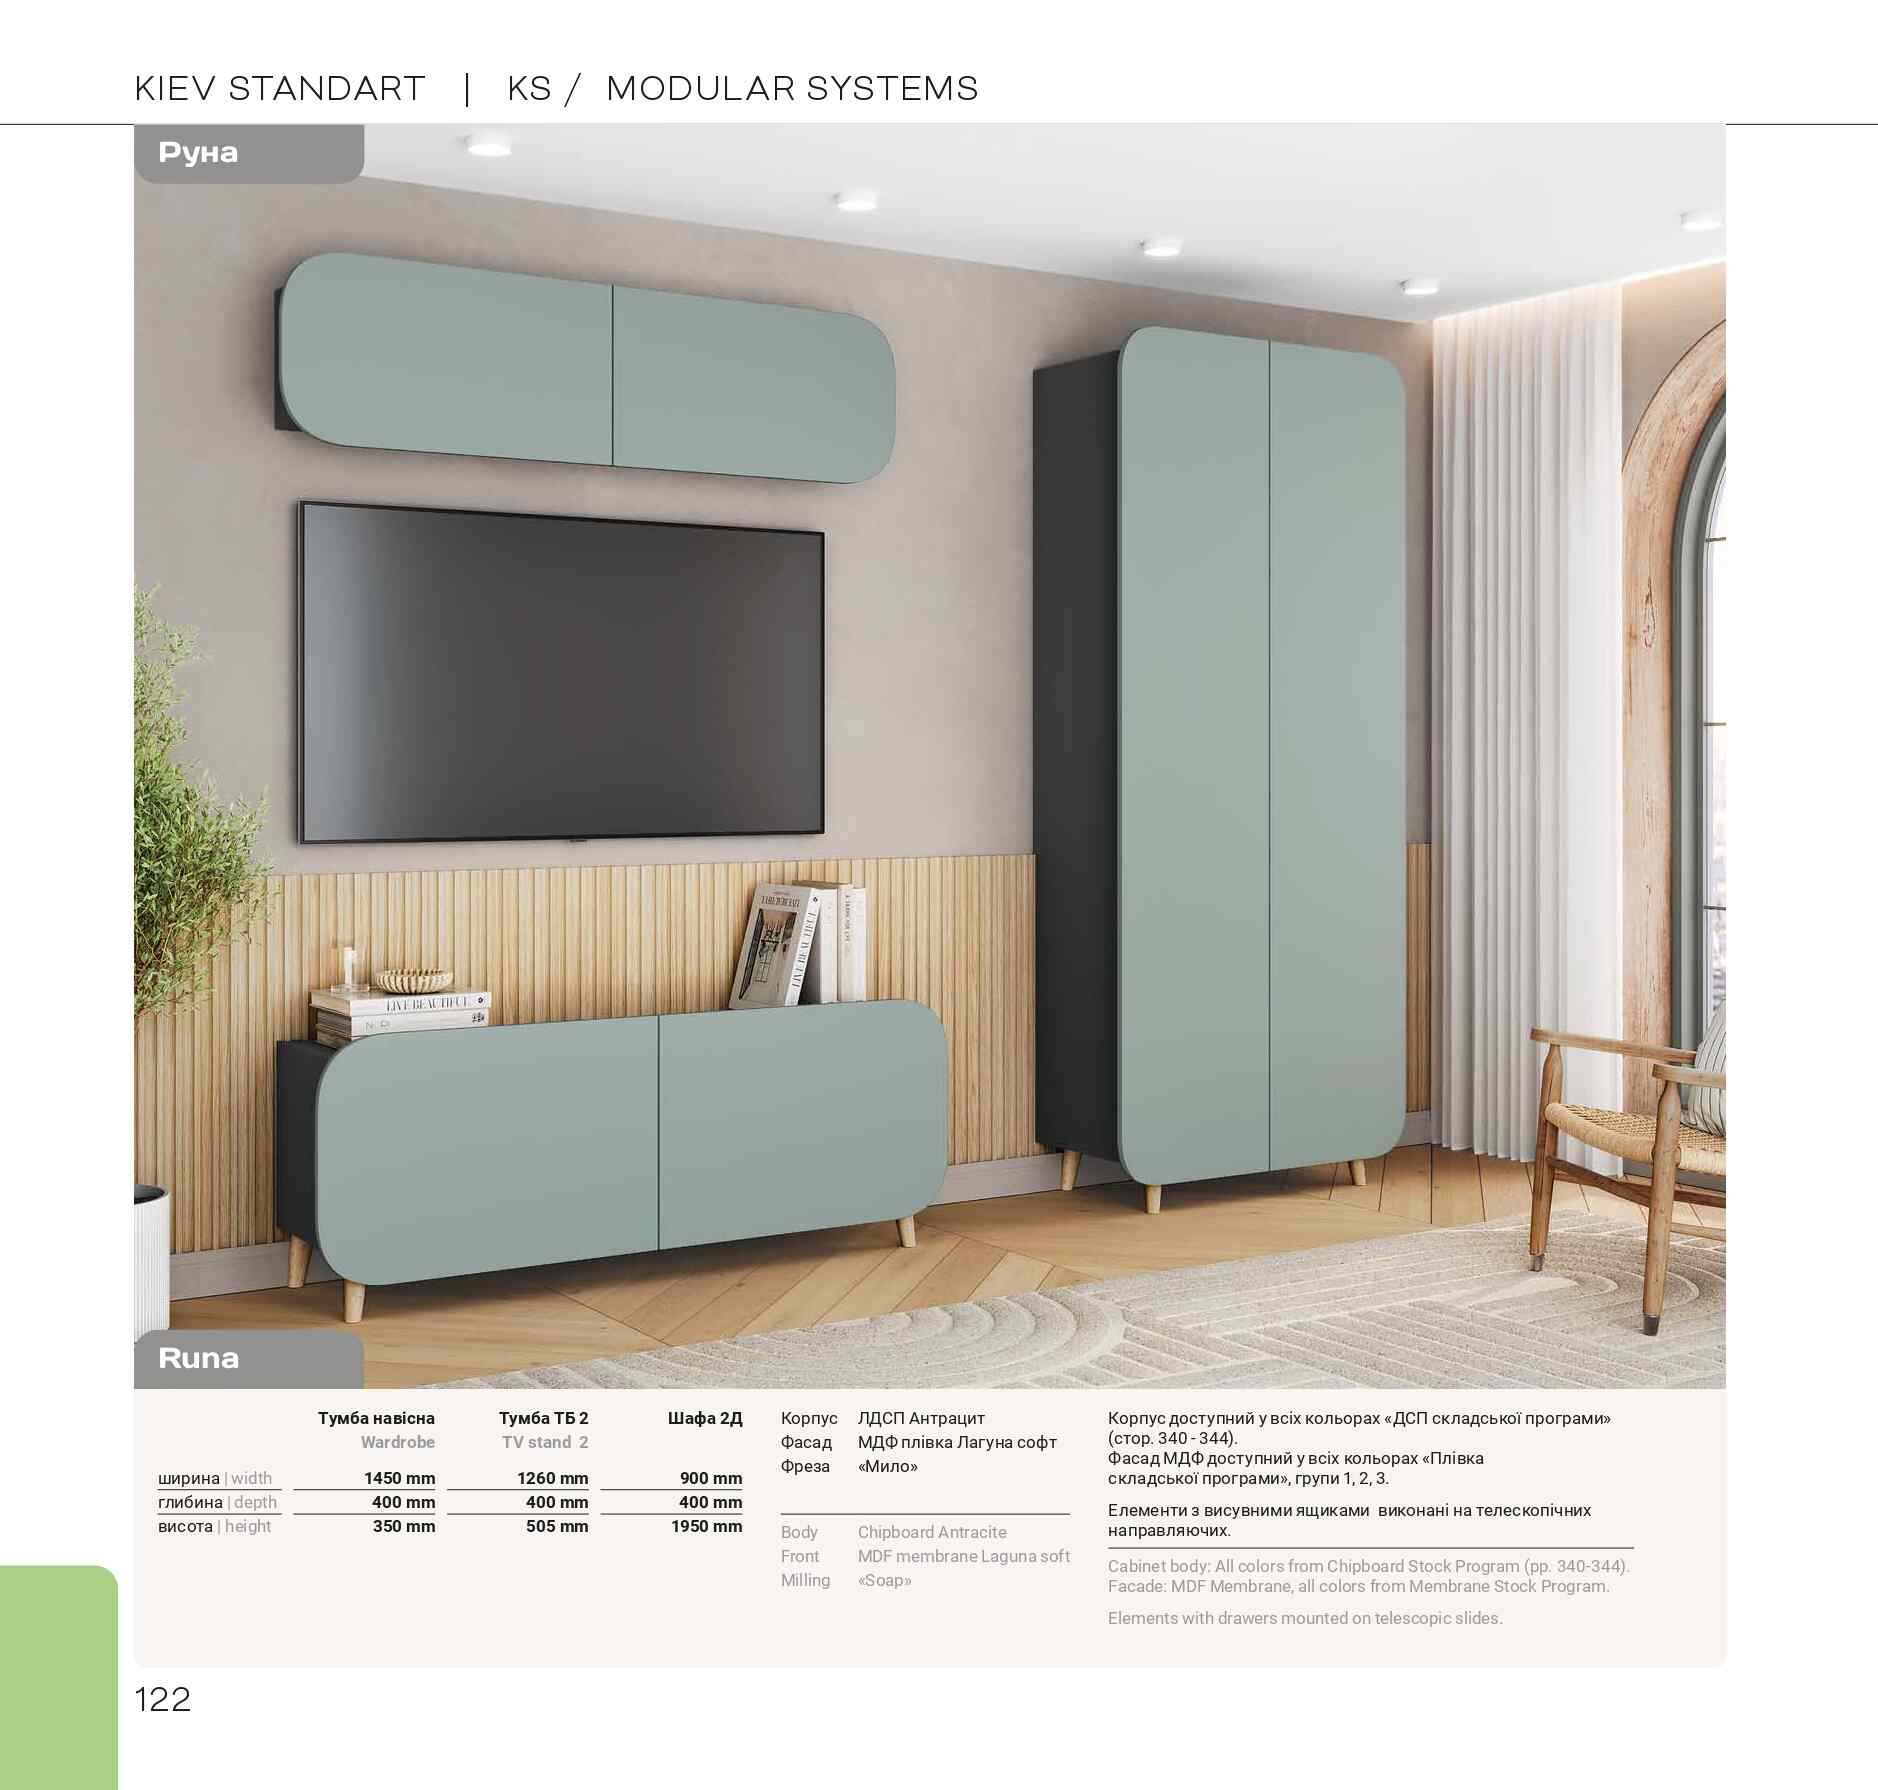 KIEV STANDART | KS / MODULAR SYSTEMS
Руна
LIVE BEAUTIFUL
LIVE BEAUTIFUL
Runa
Тумба навісна Тумба ТБ 2 Шафа 2Д
Wardrobe TV stand 2
ширина | width 1450 mm 1260 mm 900 mm
глибина | depth 400 mm 400 mm 400 mm
висота | height 350 mm 505 mm 1950 mm
Корпус ЛДСП Антрацит
Фасад МДФ плівка Лагуна софт
Фреза «Мило»
Body Chipboard Antracite
Front MDF membrane Laguna soft
Milling «Soap»
Корпус доступний у всіх кольорах «ДСП складської програми»
(стор. 340 - 344).
Фасад МДФ доступний у всіх кольорах «Плівка
складської програми», групи 1, 2, 3.
Елементи з висувними ящиками виконані на телескопічних
направляючих.
Cabinet body: All colors from Chipboard Stock Program (pp. 340-344).
Facade: MDF Membrane, all colors from Membrane Stock Program.
Elements with drawers mounted on telescopic slides.
122